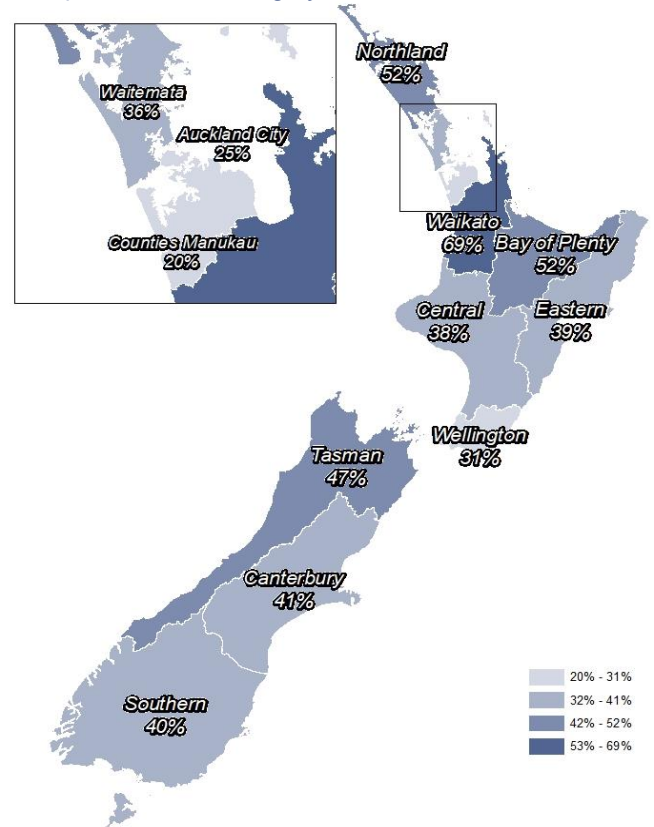 Northland
52%
Waitematā
36%
Auckland City
25%
Counties Manukau
20%
Waikato
69%
Bay of Plenty
52%
Central
38%
Eastern
39%
Wellington
31%
Tasman
47%
Canterbury
41%
Southern
40%
20% - 31%
32% - 41%
42% - 52%
53% - 69%